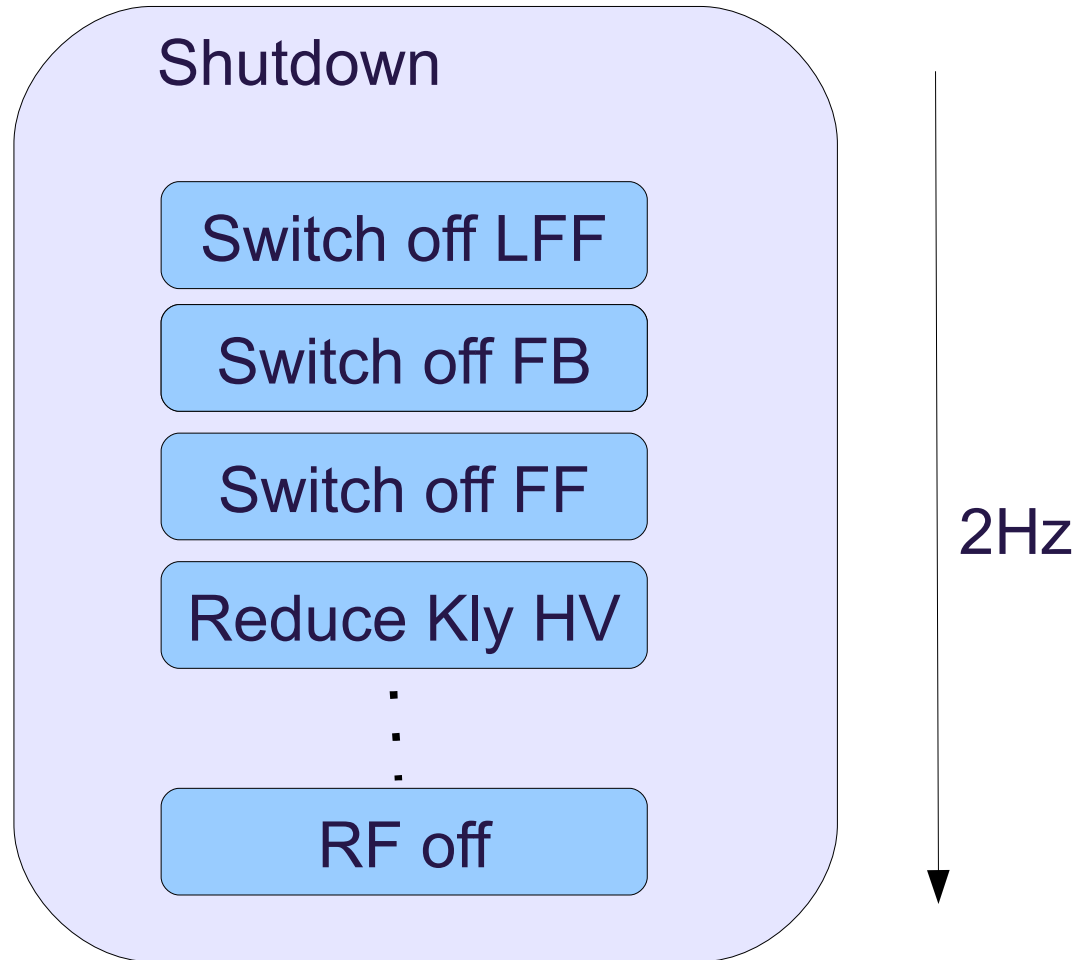 Shutdown
Switch off LFF
Switch off FB
Switch off FF
Reduce Kly HV
RF off
2Hz